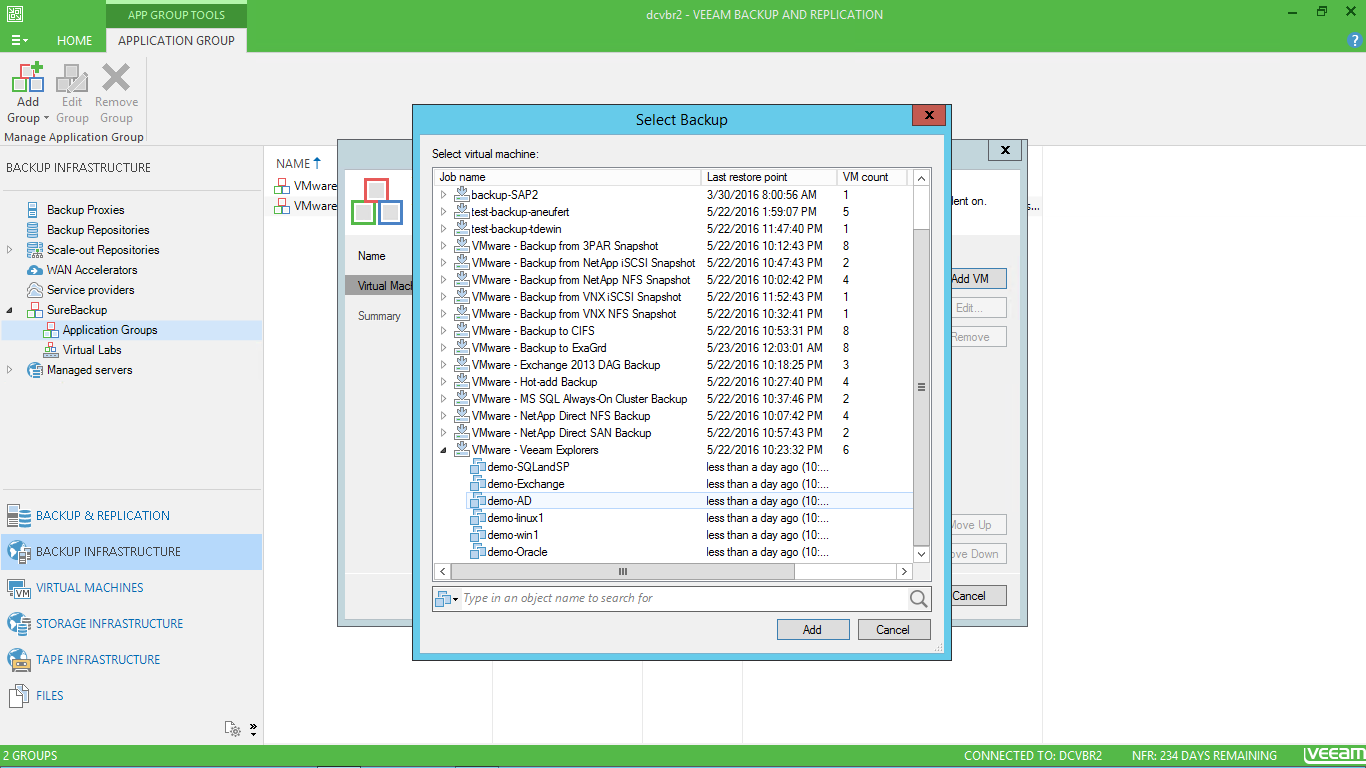 APP GROUP TOOLS
dcvbr2 - VEEAM BACKUP AND REPLICATION
HOME
APPLICATION GROUP
?
Add Group
Edit Group
Remove Group
Manage Application Group
BACKUP INFRASTRUCTURE
Backup Proxies
Backup Repositories
Scale-out Repositories
WAN Accelerators
Service providers
SureBackup
Application Groups
Virtual Labs
Managed servers
BACKUP & REPLICATION
BACKUP INFRASTRUCTURE
VIRTUAL MACHINES
STORAGE INFRASTRUCTURE
TAPE INFRASTRUCTURE
FILES
NAME
VMware
VMware
Name
Virtual Mach
Summary
dent on.
s...
Add VM
Edit...
Remove
Move Up
ove Down
Cancel
Select Backup
X
X
Select virtual machine:
Job name Last restore point VM count
backup-SAP2 3/30/2016 8:00:56 AM 1
test-backup-aneufert 5/22/2016 1:59:07 PM 5
test-backup-tdewin 5/22/2016 11:47:40 PM 1
VMware - Backup from 3PAR Snapshot 5/22/2016 10:12:43 PM 8
VMware - Backup from NetApp iSCSI Snapshot 5/22/2016 10:47:43 PM 2
VMware - Backup from NetApp NFS Snapshot 5/22/2016 10:02:42 PM 4
VMware - Backup from VNX iSCSI Snapshot 5/22/2016 11:52:43 PM 1
VMware - Backup from VNX NFS Snapshot 5/22/2016 10:32:41 PM 1
VMware - Backup to CIFS 5/22/2016 10:53:31 PM 8
VMware - Backup to ExaGrd 5/23/2016 12:03:01 AM 8
VMware - Exchange 2013 DAG Backup 5/22/2016 10:18:25 PM 3
VMware - Hot-add Backup 5/22/2016 10:27:40 PM 4
VMware - MS SQL Always-On Cluster Backup 5/22/2016 10:37:46 PM 2
VMware - NetApp Direct NFS Backup 5/22/2016 10:07:42 PM 4
VMware - NetApp Direct SAN Backup 5/22/2016 10:57:43 PM 2
VMware - Veeam Explorers 5/22/2016 10:23:32 PM 6
demo-SQLandSP less than a day ago (10:...
demo-Exchange less than a day ago (10:...
demo-AD less than a day ago (10:...
demo-linux1 less than a day ago (10:...
demo-win1 less than a day ago (10:...
demo-Oracle less than a day ago (10:...
Type in an object name to search for
Add
Cancel
2 GROUPS
CONNECTED TO: DCVBR2
NFR: 234 DAYS REMAINING
veeam